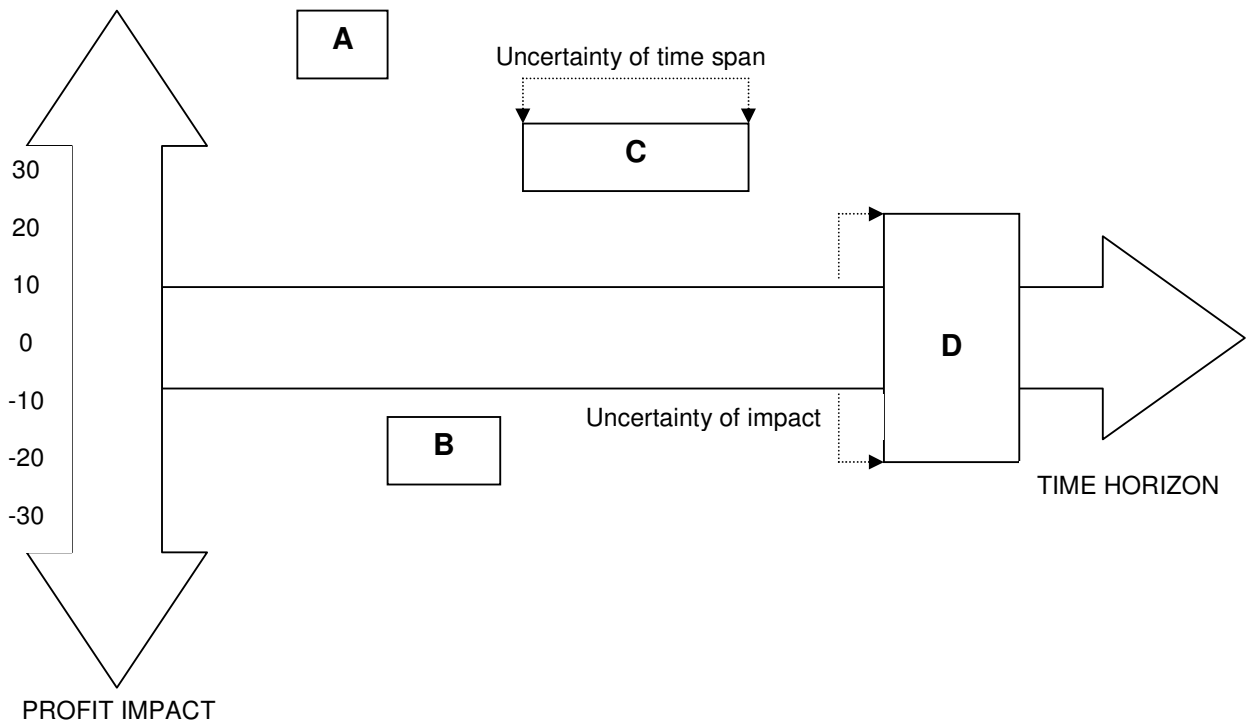 A
Uncertainty of time span
C
30
20
10
0
-10
-20
-30
D
Uncertainty of impact
B
TIME HORIZON
PROFIT IMPACT